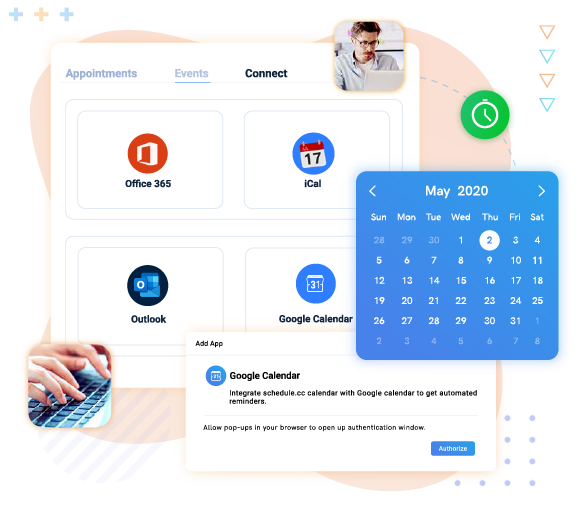 Appointments Events Connect
Office 365
17
iCal
May 2020
Sun Mon Tue Wed Thu Fri Sat
28 29 30 1 2 3 4
5 6 7 8 9 10 11
12 13 14 15 16 17 18
19 20 21 22 23 24 25
26 27 28 29 30 31 1
2 3 4 5 6 7 8
O
Outlook
31
Google Calendar
Add App
31
Google Calendar
Integrate schedule.cc calendar with Google calendar to get automated
reminders.
Allow pop-ups in your browser to open up authentication window.
Authorize